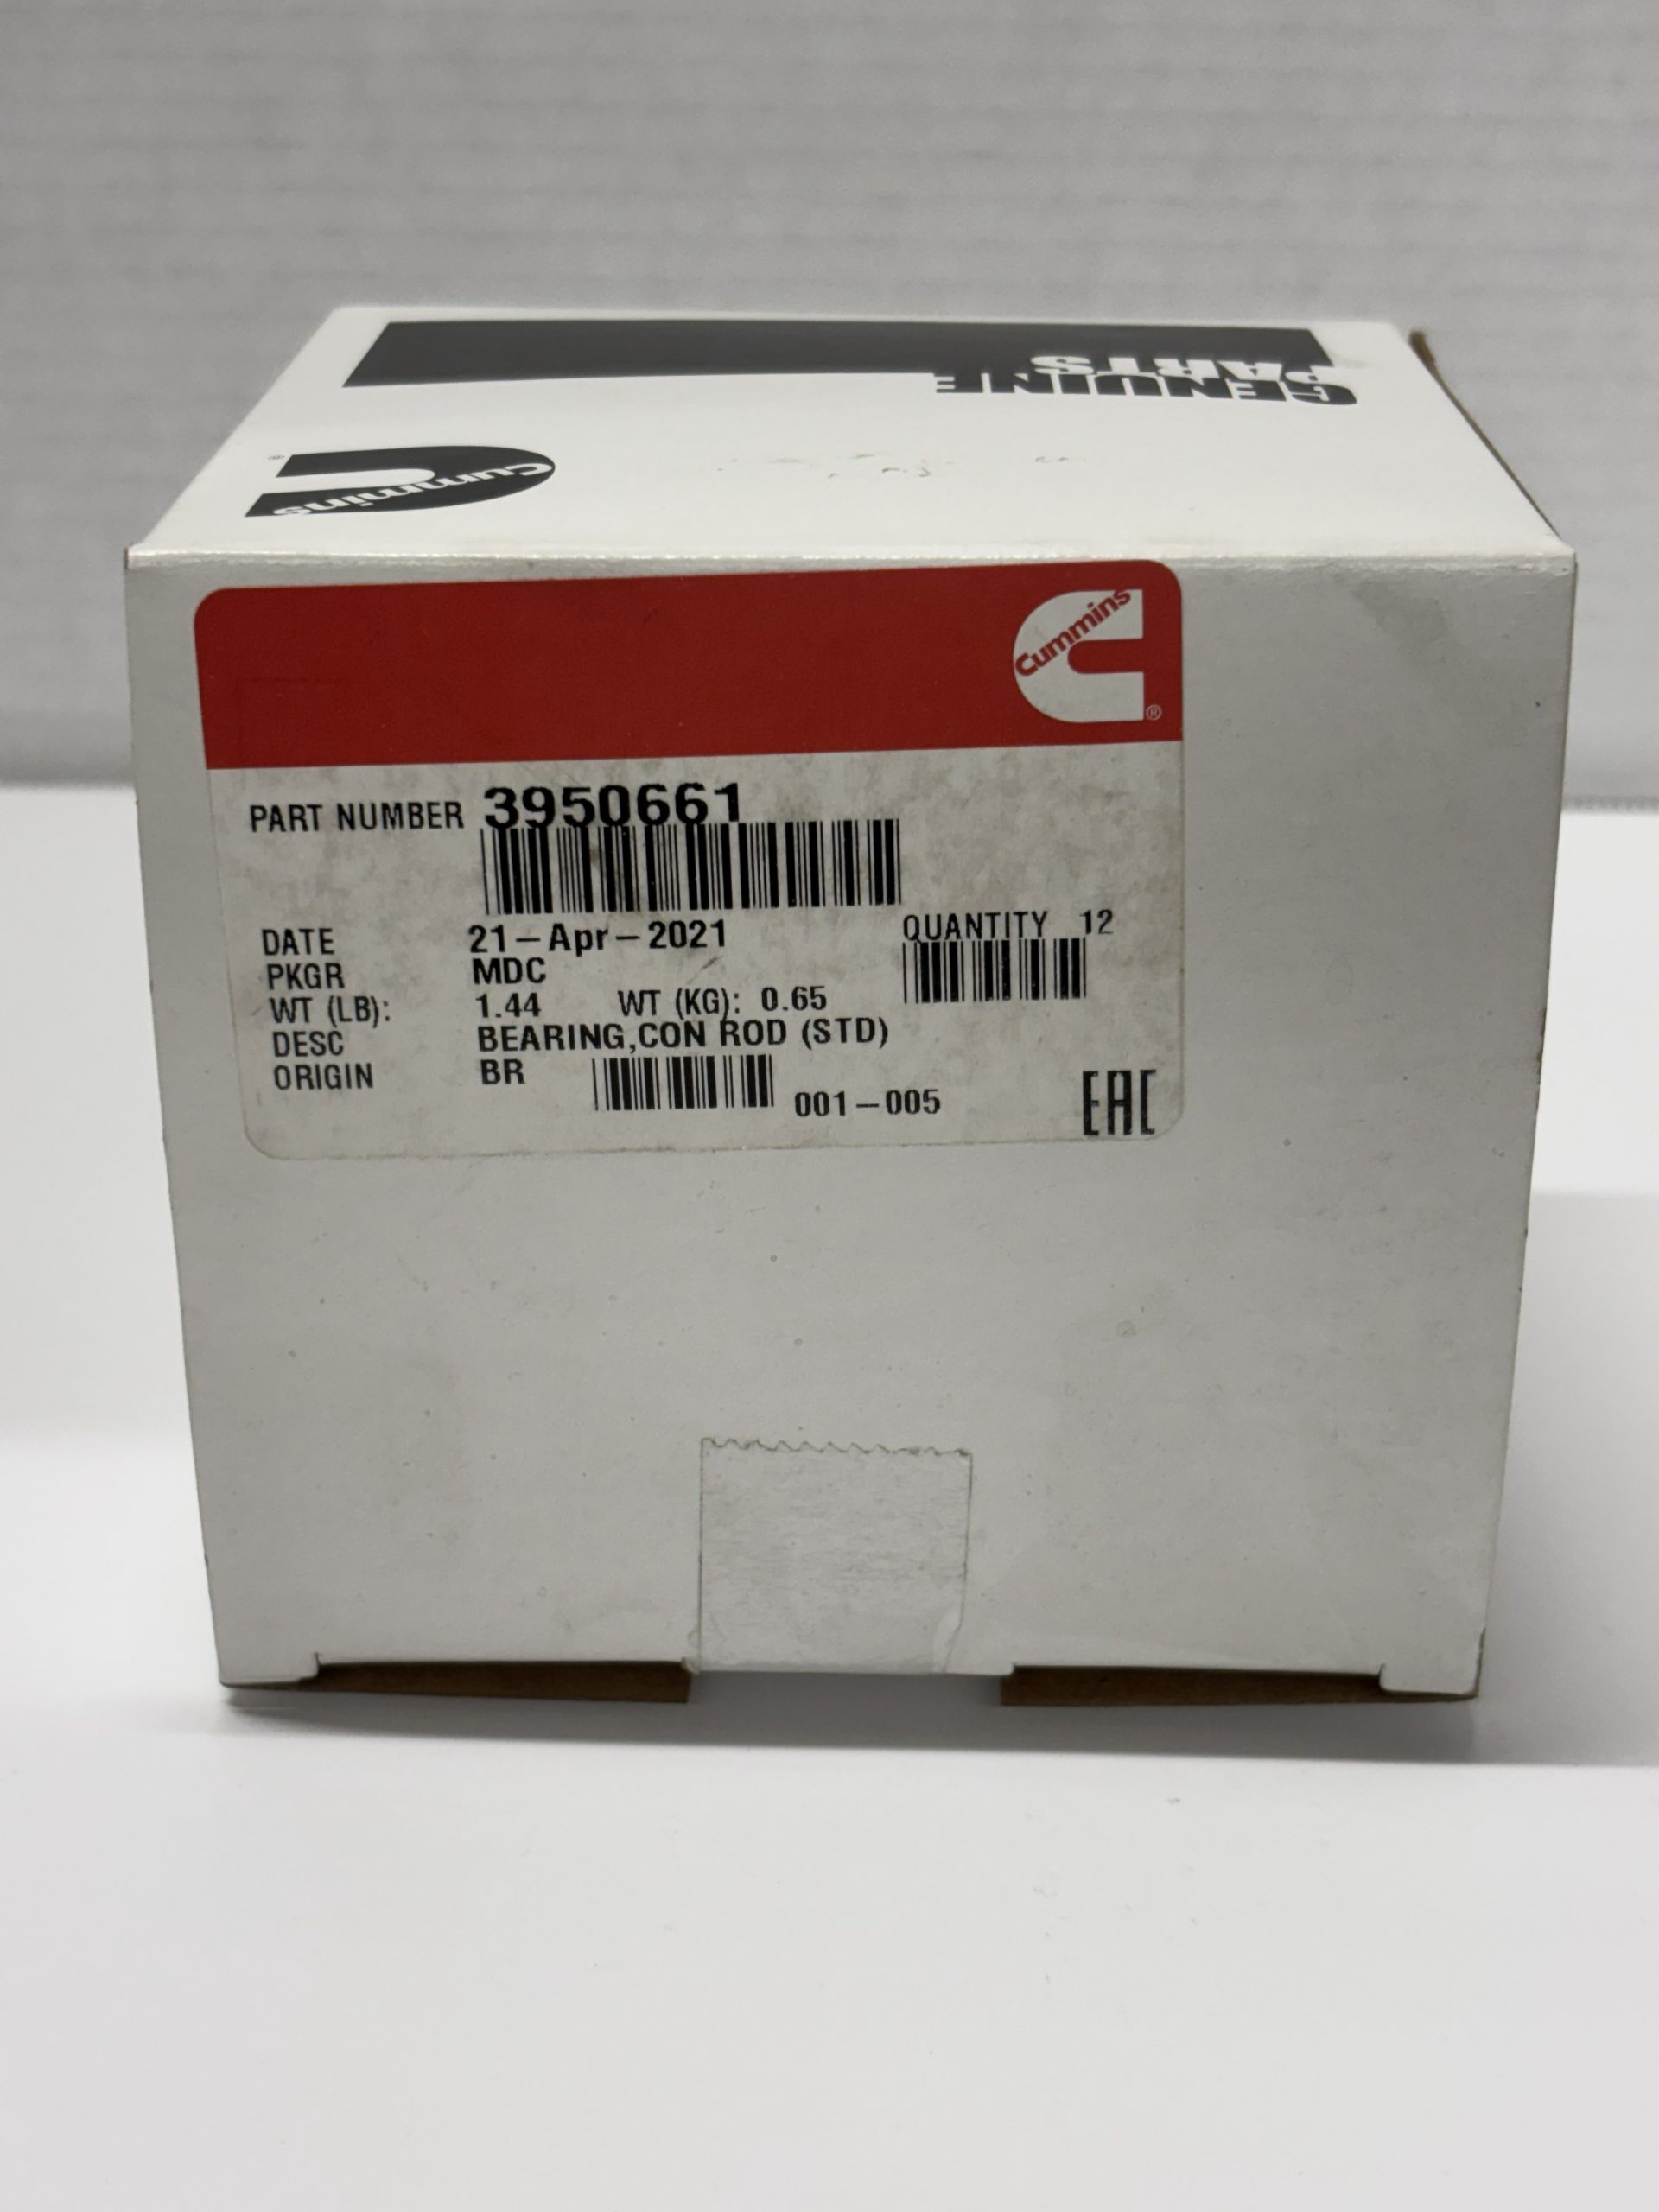 GENUINE
PARTS
Cummins
®
Cummins
®
PART NUMBER 3950661
DATE 21-Apr-2021 QUANTITY 12
PKGR MDC
WT (LB): 1.44 WT (KG): 0.65
DESC BEARING,CON ROD (STD)
ORIGIN BR 001-005
EAC